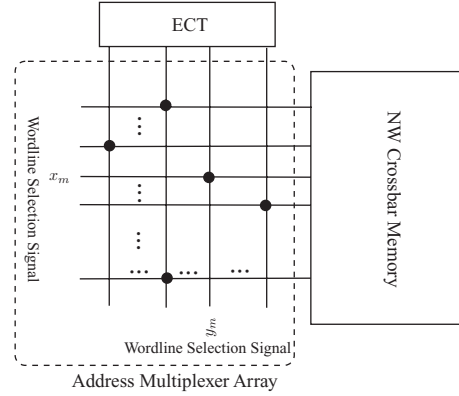 ECT
Wordline Selection Signal
x_m
NW Crossbar Memory
y_m
Wordline Selection Signal
Address Multiplexer Array